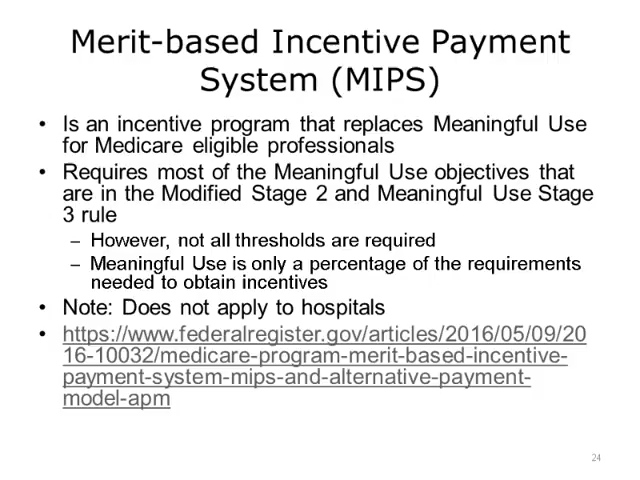 Merit-based Incentive Payment
System (MIPS)
• Is an incentive program that replaces Meaningful Use
for Medicare eligible professionals
• Requires most of the Meaningful Use objectives that
are in the Modified Stage 2 and Meaningful Use Stage
3 rule
– However, not all thresholds are required
– Meaningful Use is only a percentage of the requirements
needed to obtain incentives
• Note: Does not apply to hospitals
• https://www.federalregister.gov/articles/2016/05/09/20
16-10032/medicare-program-merit-based-incentive-
payment-system-mips-and-alternative-payment-
model-apm
24